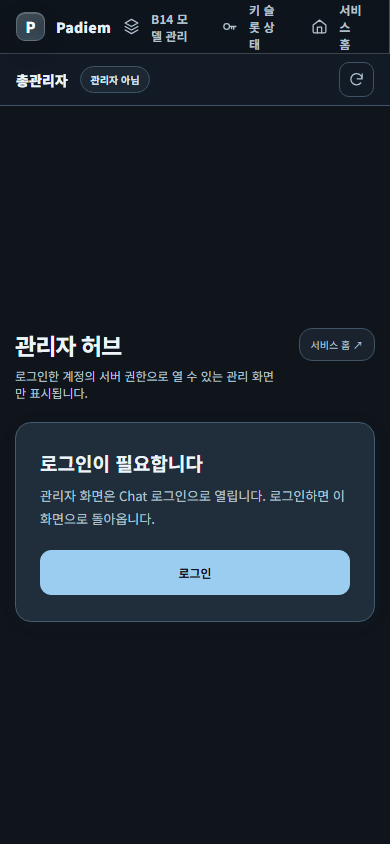 P Padiem
B14 모
델 관리
키 슬
롯 상
태
서비
스
홈
총관리자 관리자 아님
관리자 허브
서비스 홈 ↗
로그인한 계정의 서버 권한으로 열 수 있는 관리 화면
만 표시됩니다.
로그인이 필요합니다
관리자 화면은 Chat 로그인으로 열립니다. 로그인하면 이
화면으로 돌아옵니다.
로그인